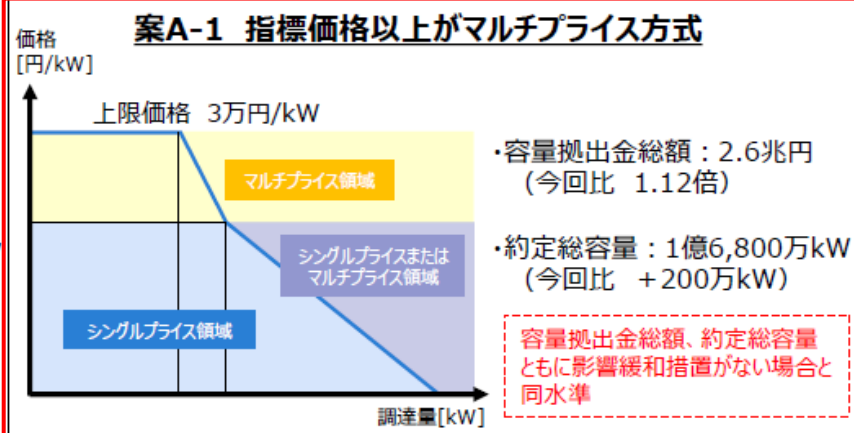 案A-1 指標価格以上がマルチプライス方式
価格
[円/kW]
上限価格 3万円/kW
マルチプライス領域
シングルプライスまたは
マルチプライス領域
シングルプライス領域
調達量[kW]
・容量拠出金総額：2.6兆円
（今回比 1.12倍）
・約定総容量：1億6,800万kW
（今回比 +200万kW）
容量拠出金総額、約定総容量
ともに影響緩和措置がない場合と
同水準